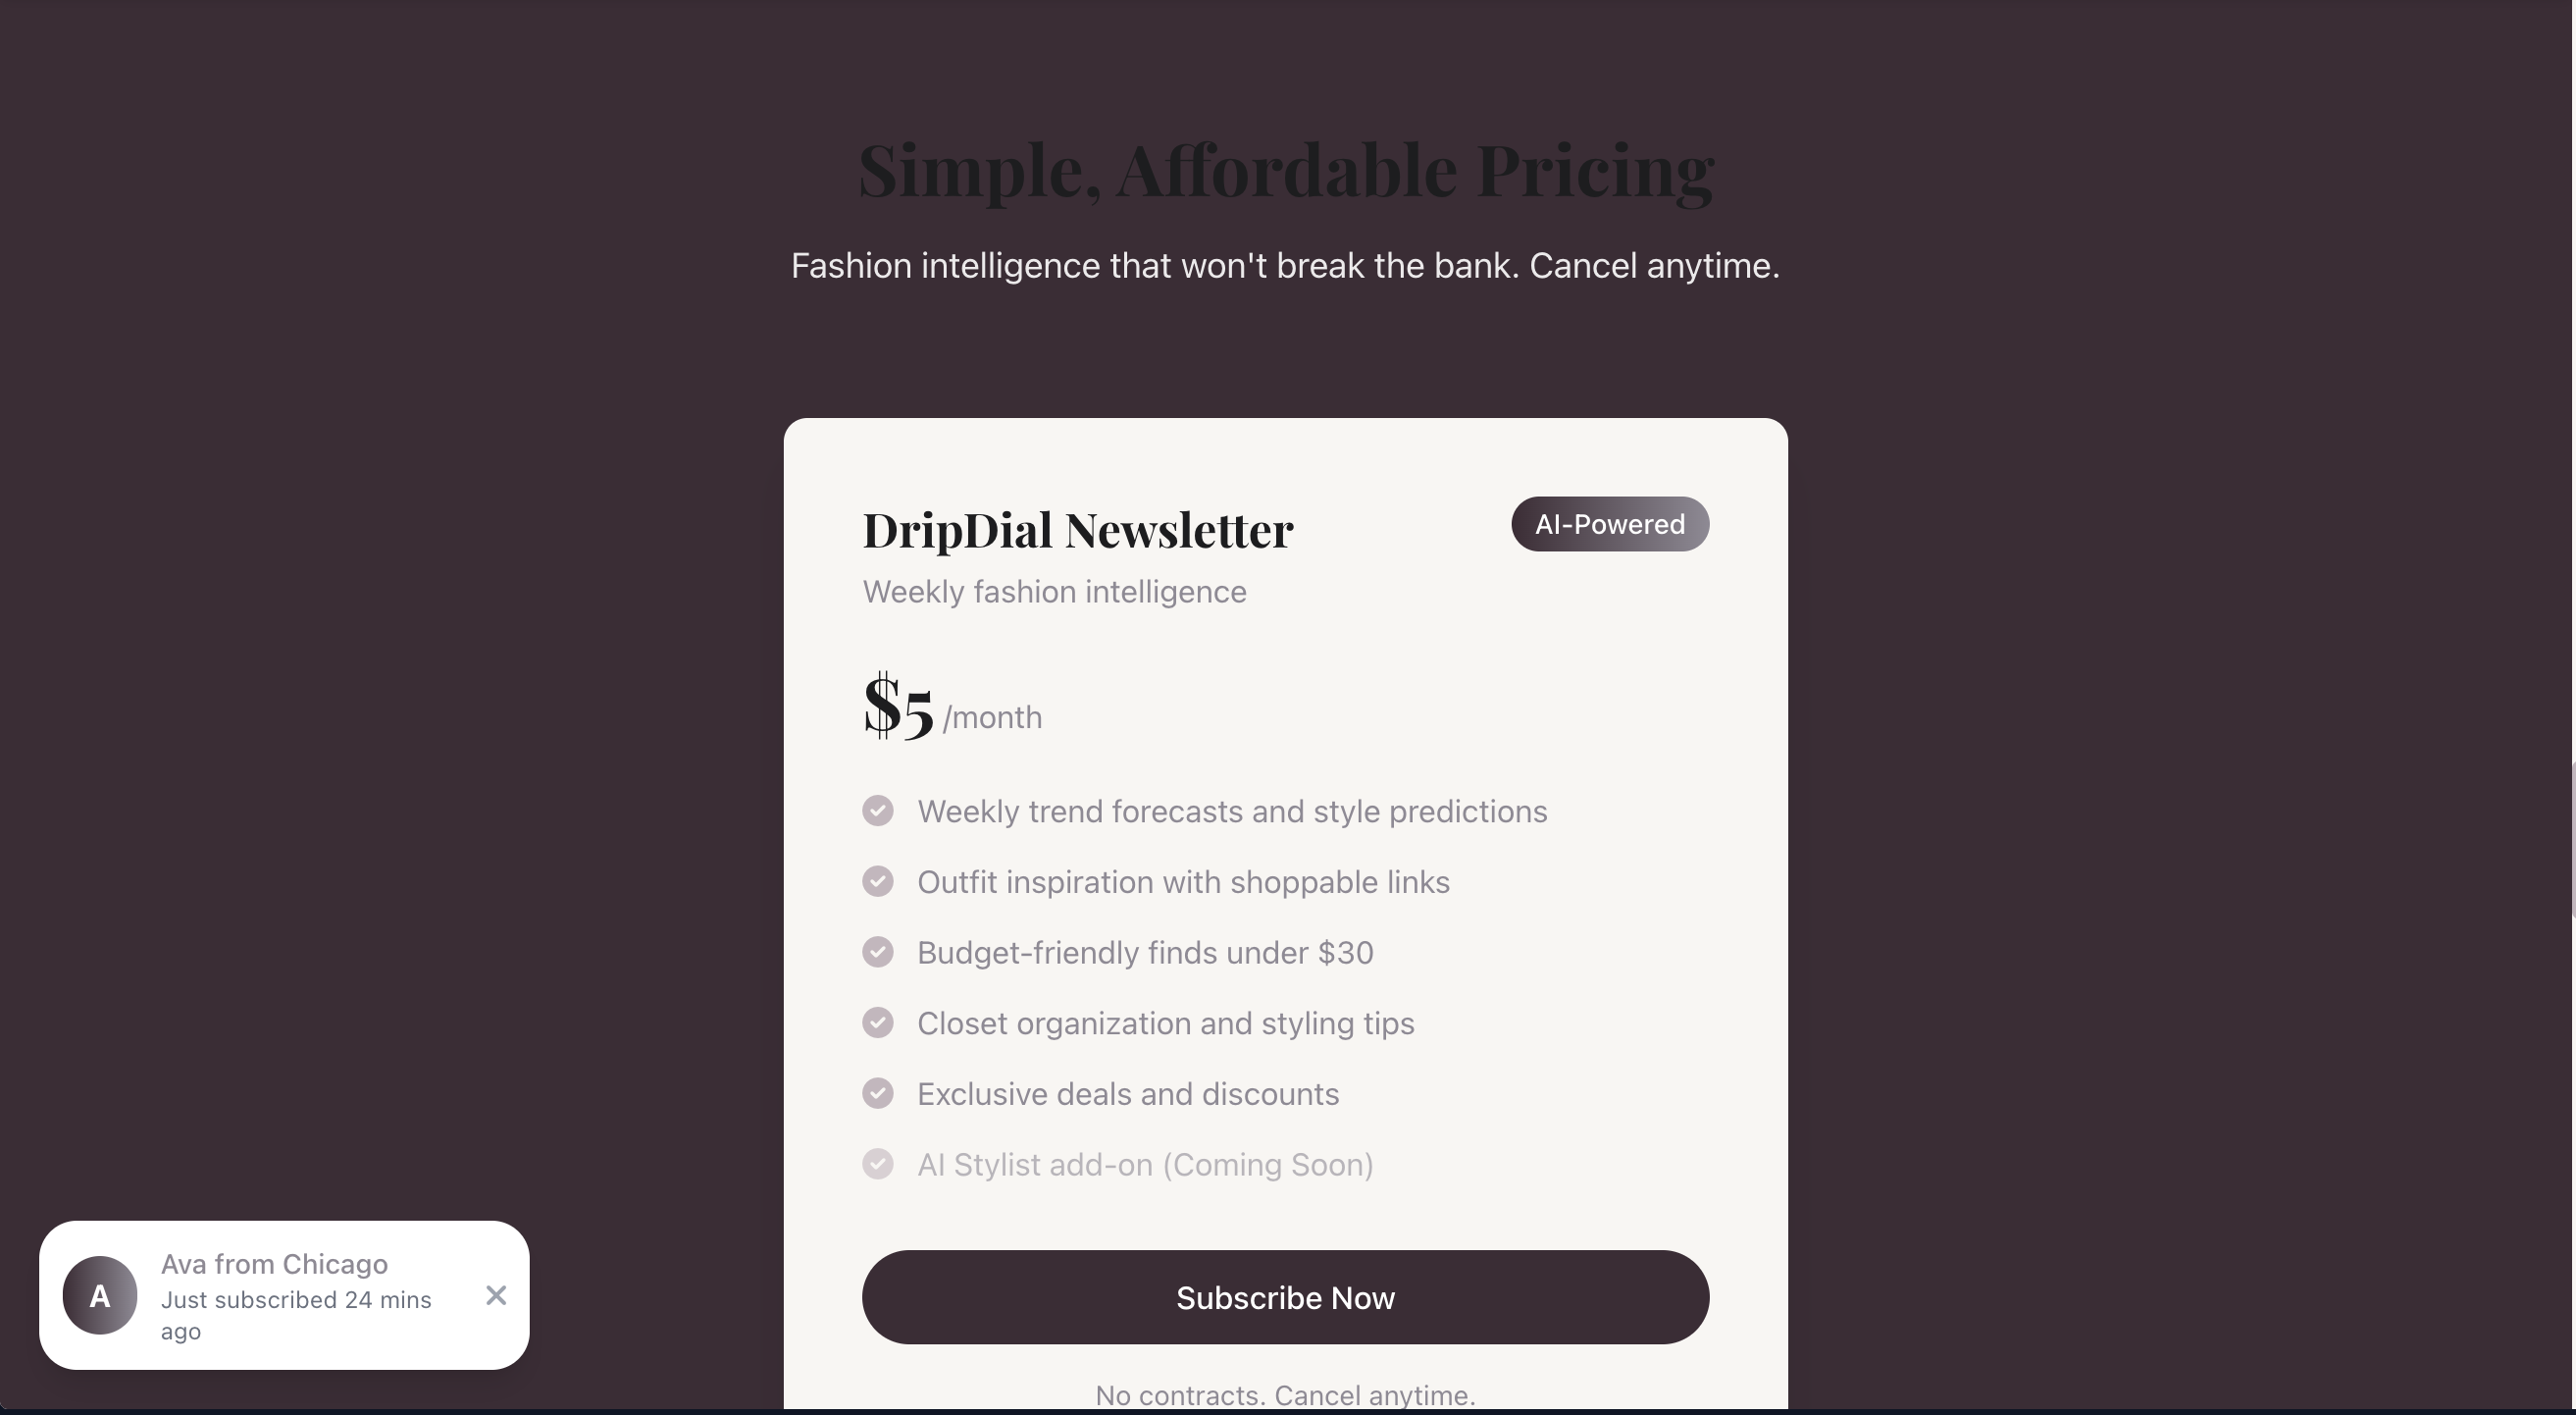 Simple, Affordable Pricing
Fashion intelligence that won't break the bank. Cancel anytime.
DripDial Newsletter
AI-Powered
Weekly fashion intelligence
$5 /month
Weekly trend forecasts and style predictions
Outfit inspiration with shoppable links
Budget-friendly finds under $30
Closet organization and styling tips
Exclusive deals and discounts
AI Stylist add-on (Coming Soon)
Subscribe Now
No contracts. Cancel anytime.
A
Ava from Chicago
Just subscribed 24 mins
ago